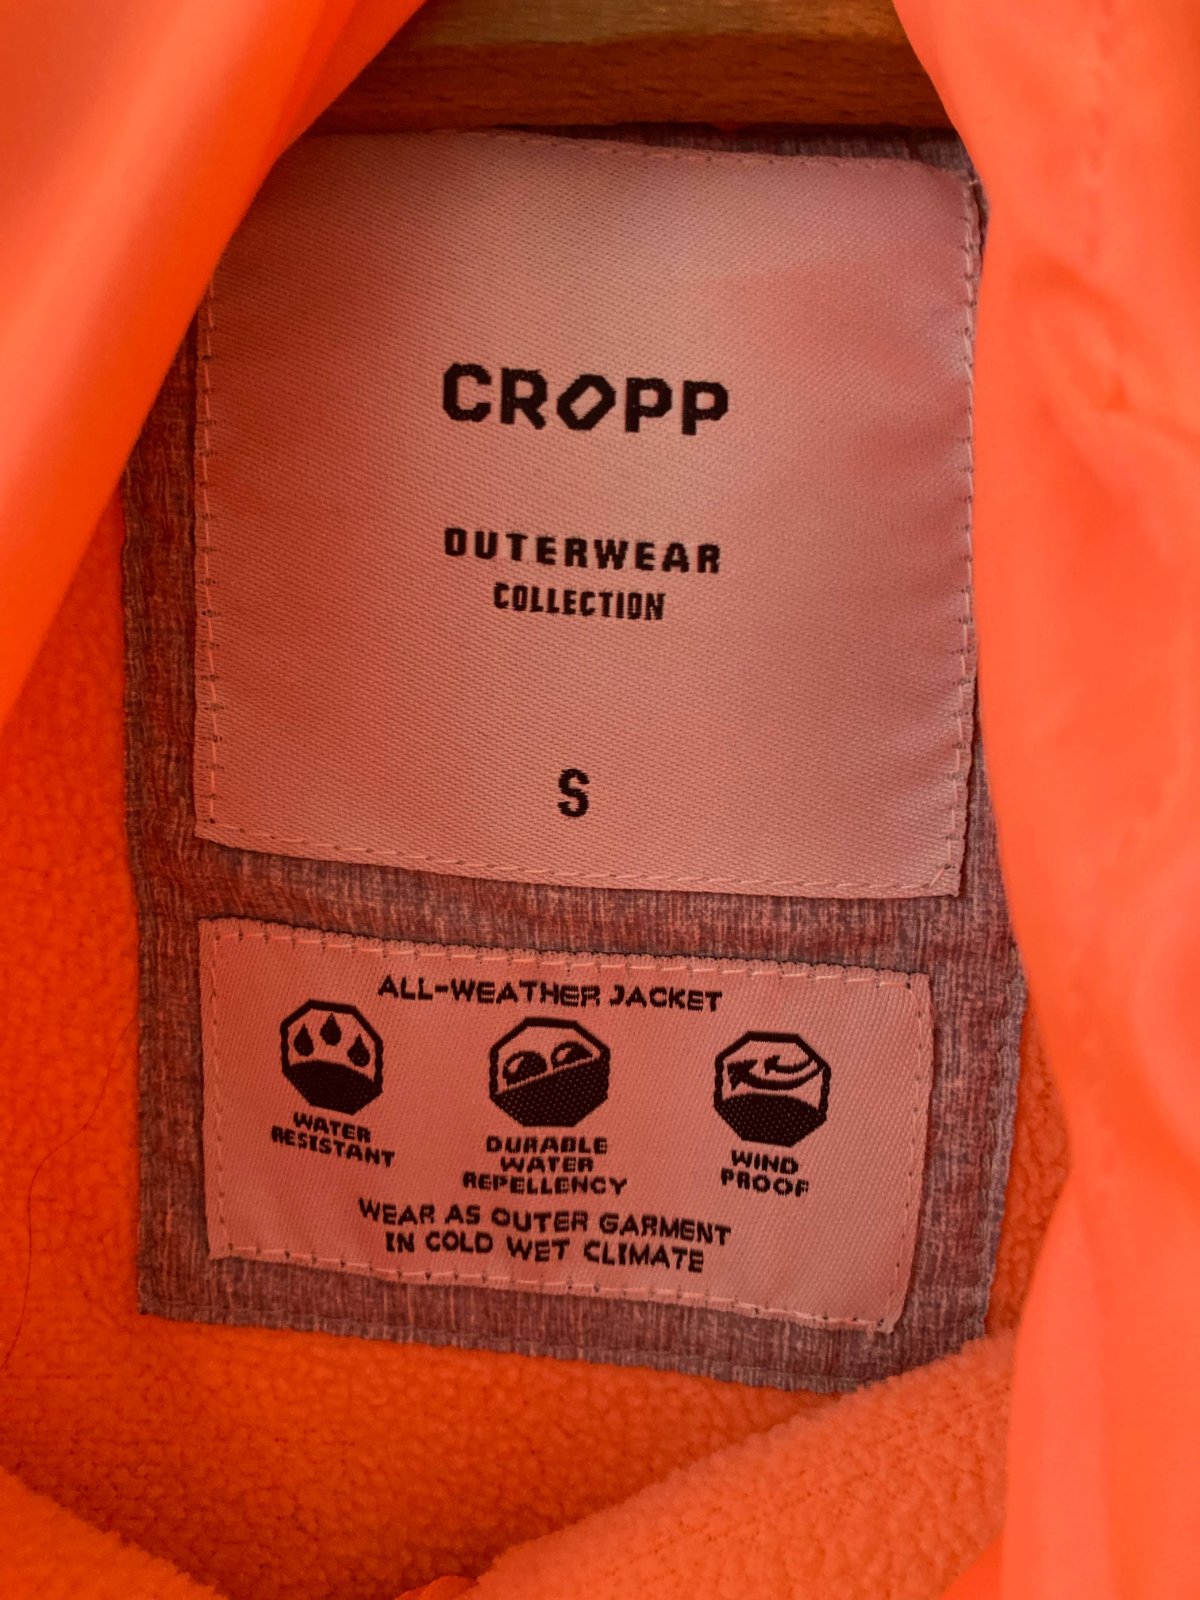 CROPP
OUTERWEAR
COLLECTION
S
ALL-WEATHER JACKET
WATER
RESISTANT
DURABLE
WATER
REPELLENCY
WIND
PROOF
WEAR AS OUTER GARMENT
IN COLD WET CLIMATE